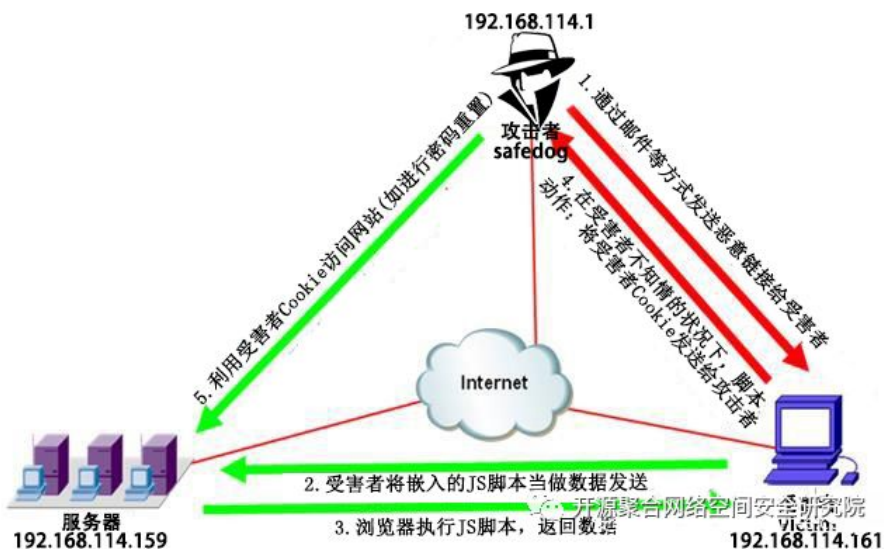 192.168.114.1
攻击者
safedog
1.通过邮件等方式发送恶意链接给受害者
4.在受害者不知情的状况下，脚本
动作：将受害者Cookie发送给攻击者
5.利用受害者Cookie访问网站(如进行密码重置)
Internet
2.受害者将嵌入的JS脚本当做数据发送
3.浏览器执行JS脚本，返回数据
服务器
192.168.114.159
开源聚合网络空间安全研究院
192.168.114.161